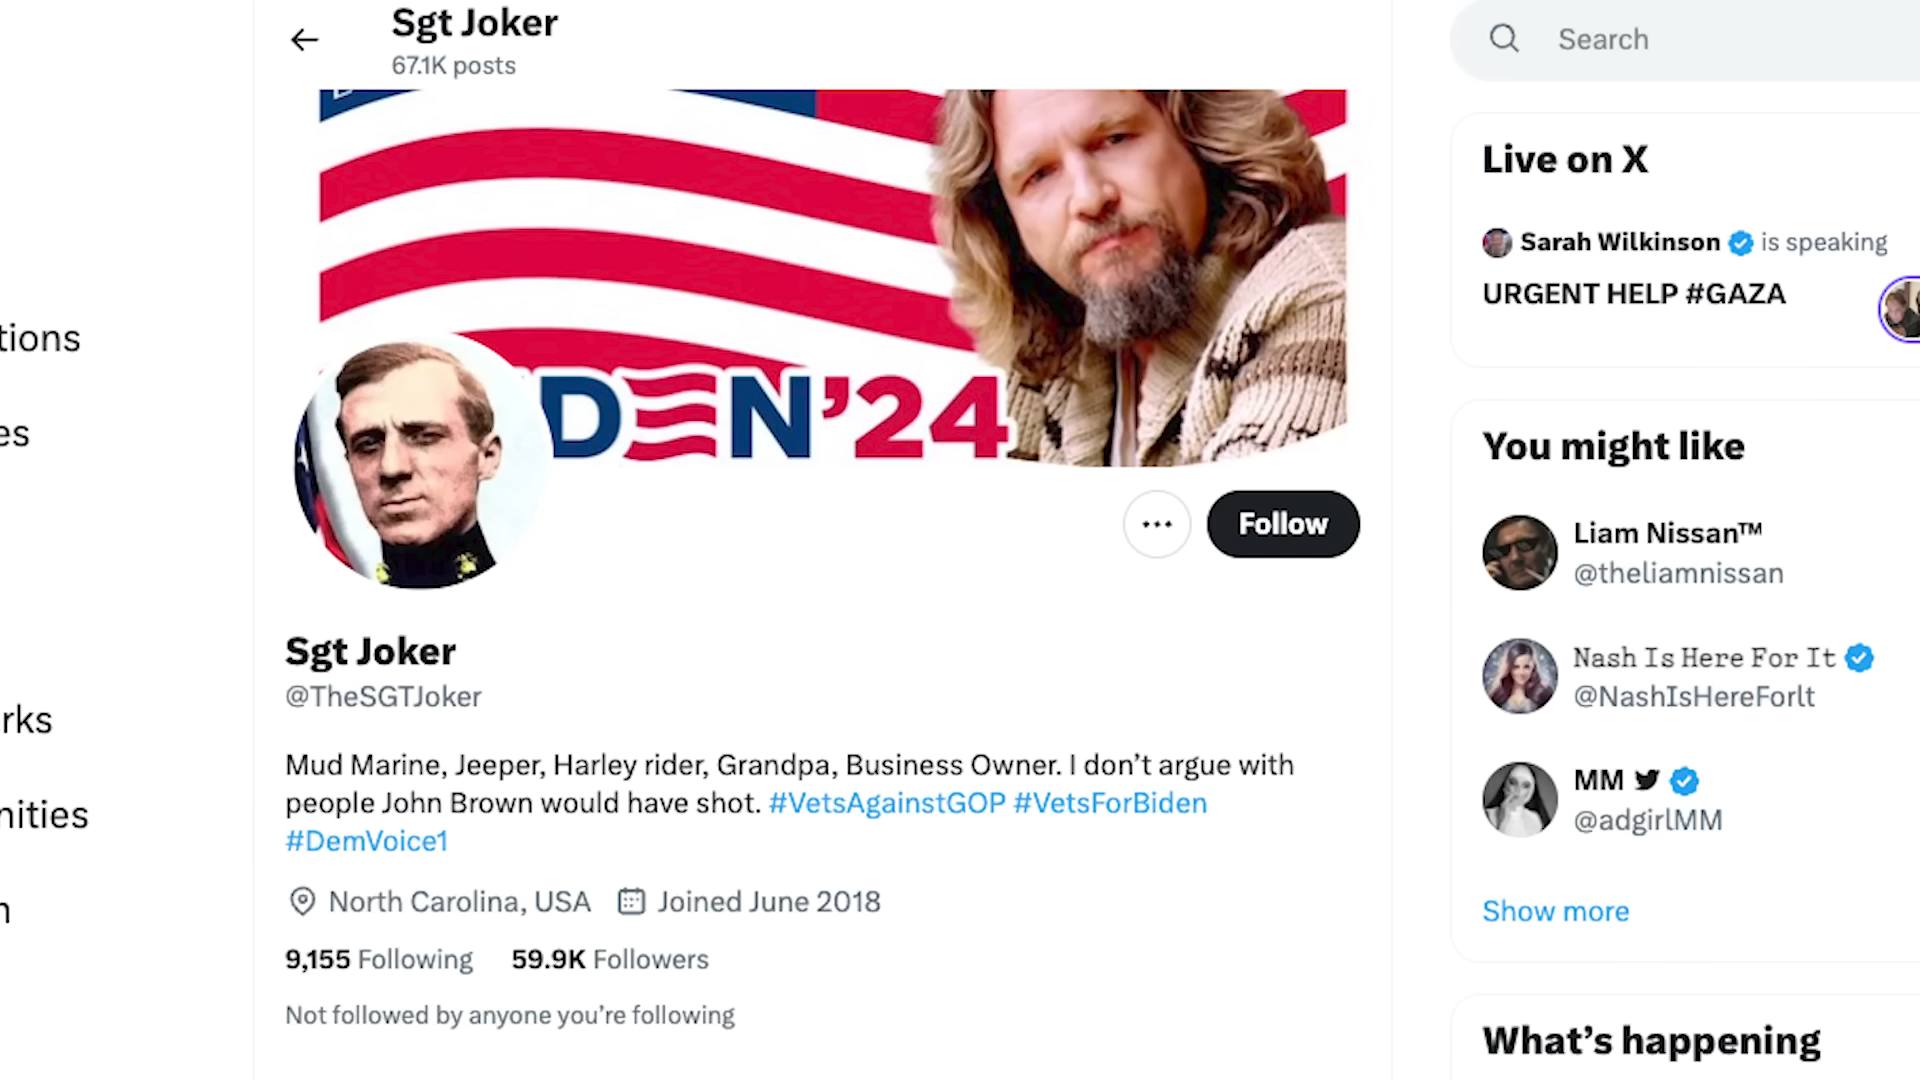 Sgt Joker
67.1K posts
DEN'24
Follow
Sgt Joker
@TheSGTJoker
Mud Marine, Jeeper, Harley rider, Grandpa, Business Owner. I don’t argue with
people John Brown would have shot. #VetsAgainstGOP #VetsForBiden
#DemVoice1
North Carolina, USA Joined June 2018
9,155 Following 59.9K Followers
Not followed by anyone you’re following
tions
es
rks
nities
Search
Live on X
Sarah Wilkinson is speaking
URGENT HELP #GAZA
You might like
Liam Nissan™
@theliamnissan
Nash Is Here For It
@NashIsHereForIt
MM
@adgirlMM
Show more
What’s happening